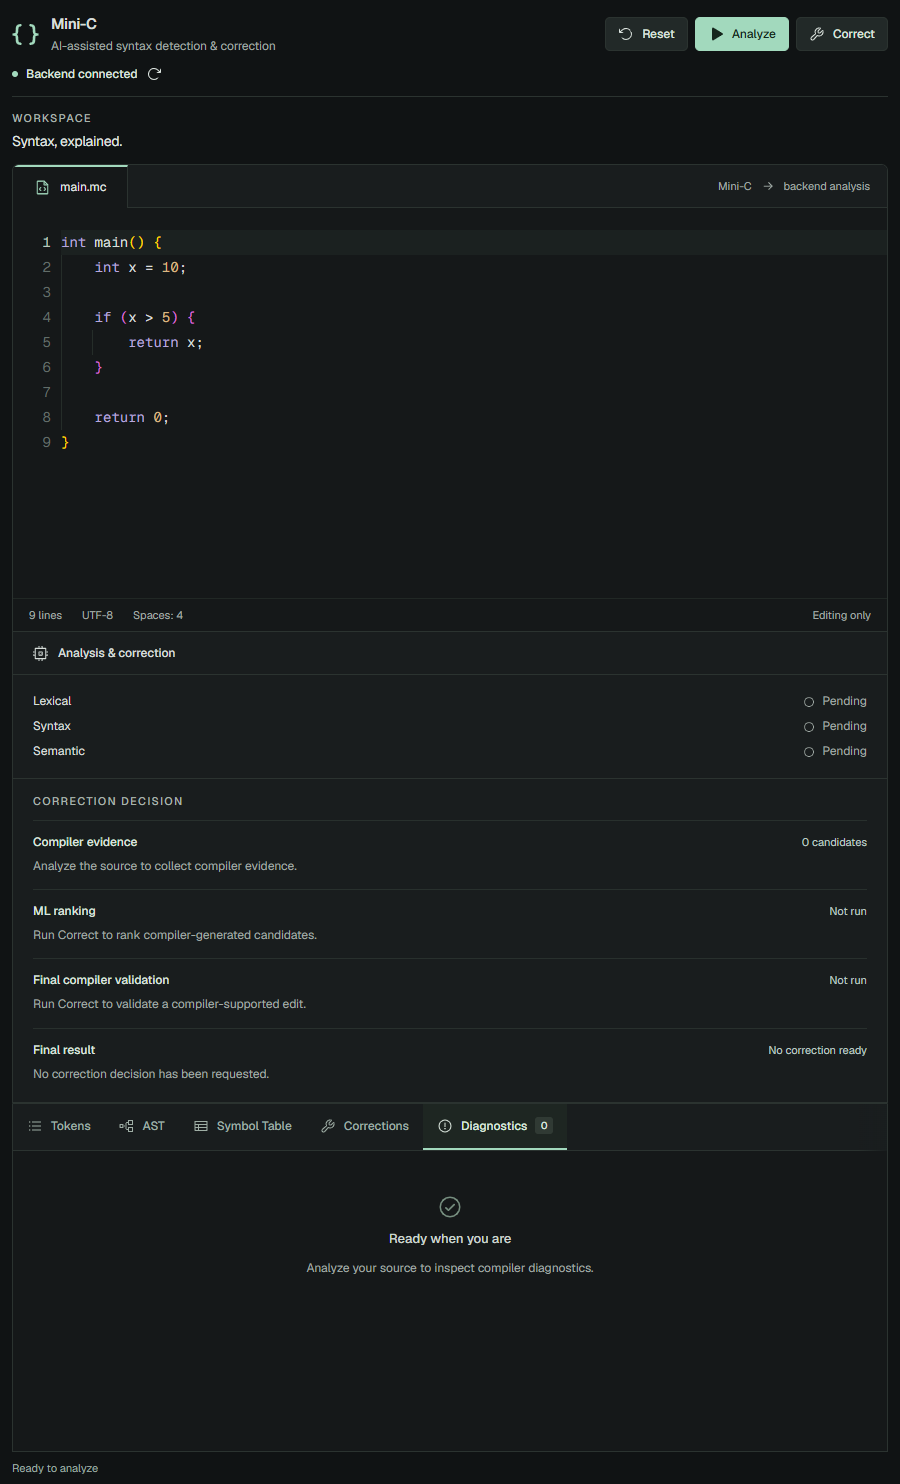 { } Mini-C
AI-assisted syntax detection & correction
Reset
Analyze
Correct
Backend connected
WORKSPACE
Syntax, explained.
main.mc
Mini-C → backend analysis
1 int main() {
2     int x = 10;
3
4     if (x > 5) {
5         return x;
6     }
7
8     return 0;
9 }
9 lines UTF-8 Spaces: 4 Editing only
Analysis & correction
Lexical Pending
Syntax Pending
Semantic Pending
CORRECTION DECISION
Compiler evidence 0 candidates
Analyze the source to collect compiler evidence.
ML ranking Not run
Run Correct to rank compiler-generated candidates.
Final compiler validation Not run
Run Correct to validate a compiler-supported edit.
Final result No correction ready
No correction decision has been requested.
Tokens AST Symbol Table Corrections Diagnostics 0
Ready when you are
Analyze your source to inspect compiler diagnostics.
Ready to analyze